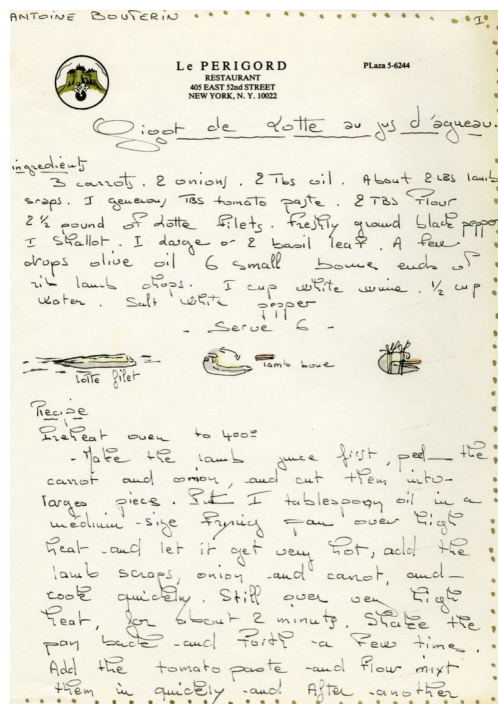 ANTOINE BOUTERIN
I
Le PERIGORD
RESTAURANT
405 EAST 52nd STREET
NEW YORK, N. Y. 10022
PLaza 5-6244
Gigot de Lotte au jus d'agneau.
ingredients
3 carrots. 2 onions. 2 Tbs oil. About 2 LBS lamb
scraps. I generous TBS tomato paste. 2 TBS Flour
2 ½ pound of Lotte Filets. Freshly ground black pepper
I Shallot. I large or 2 basil leaf. A few
drops olive oil 6 small bone ends of
rib lamb chops. I cup white wine. ½ cup
water. Salt white pepper
- Serve 6 -
lotte filet
lamb bone
Recipe
Preheat oven to 400°
- Make the lamb juice first, peel the
carrot and onion, and cut them into
larges piece. Put I tablespoon oil in a
medium-size frying pan over high
heat and let it get very hot, add the
lamb scraps, onion and carrot, and
cook quickly. Still over very high
heat, for about 2 minuts. Shake the
pan back and forth a few times.
Add the tomato paste and flour mixt
them in quickly and After another